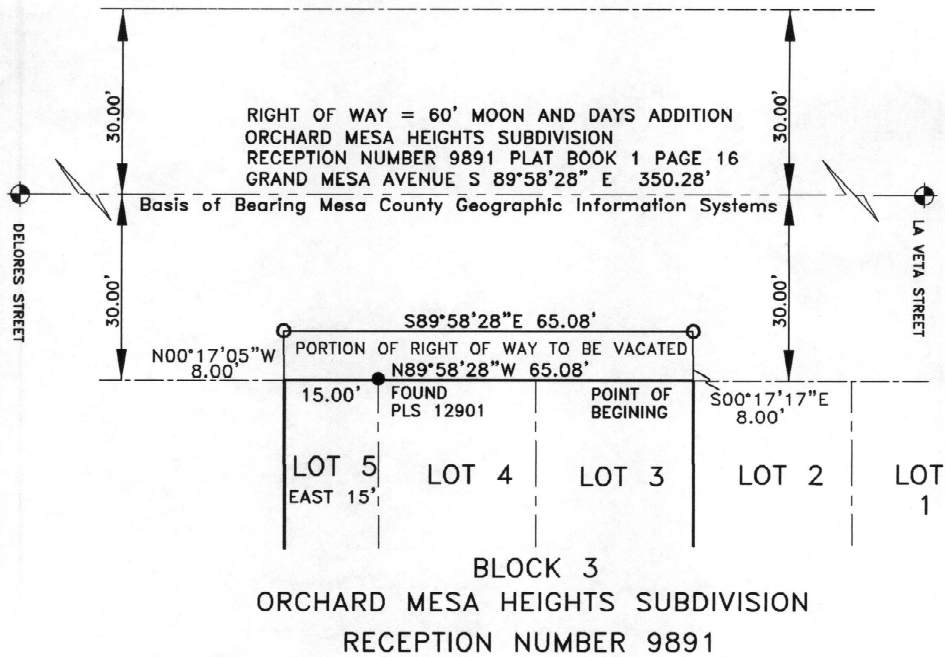 30.00'
30.00'
RIGHT OF WAY = 60' MOON AND DAYS ADDITION
ORCHARD MESA HEIGHTS SUBDIVISION
RECEPTION NUMBER 9891 PLAT BOOK 1 PAGE 16
GRAND MESA AVENUE S 89°58'28" E 350.28'
Basis of Bearing Mesa County Geographic Information Systems
DELORES STREET
LA VETA STREET
30.00'
30.00'
S89°58'28"E 65.08'
N00°17'05"W
8.00'
PORTION OF RIGHT OF WAY TO BE VACATED
N89°58'28"W 65.08'
15.00'
FOUND
PLS 12901
POINT OF
BEGINING
S00°17'17"E
8.00'
LOT 5
EAST 15'
LOT 4
LOT 3
LOT 2
LOT
1
BLOCK 3
ORCHARD MESA HEIGHTS SUBDIVISION
RECEPTION NUMBER 9891